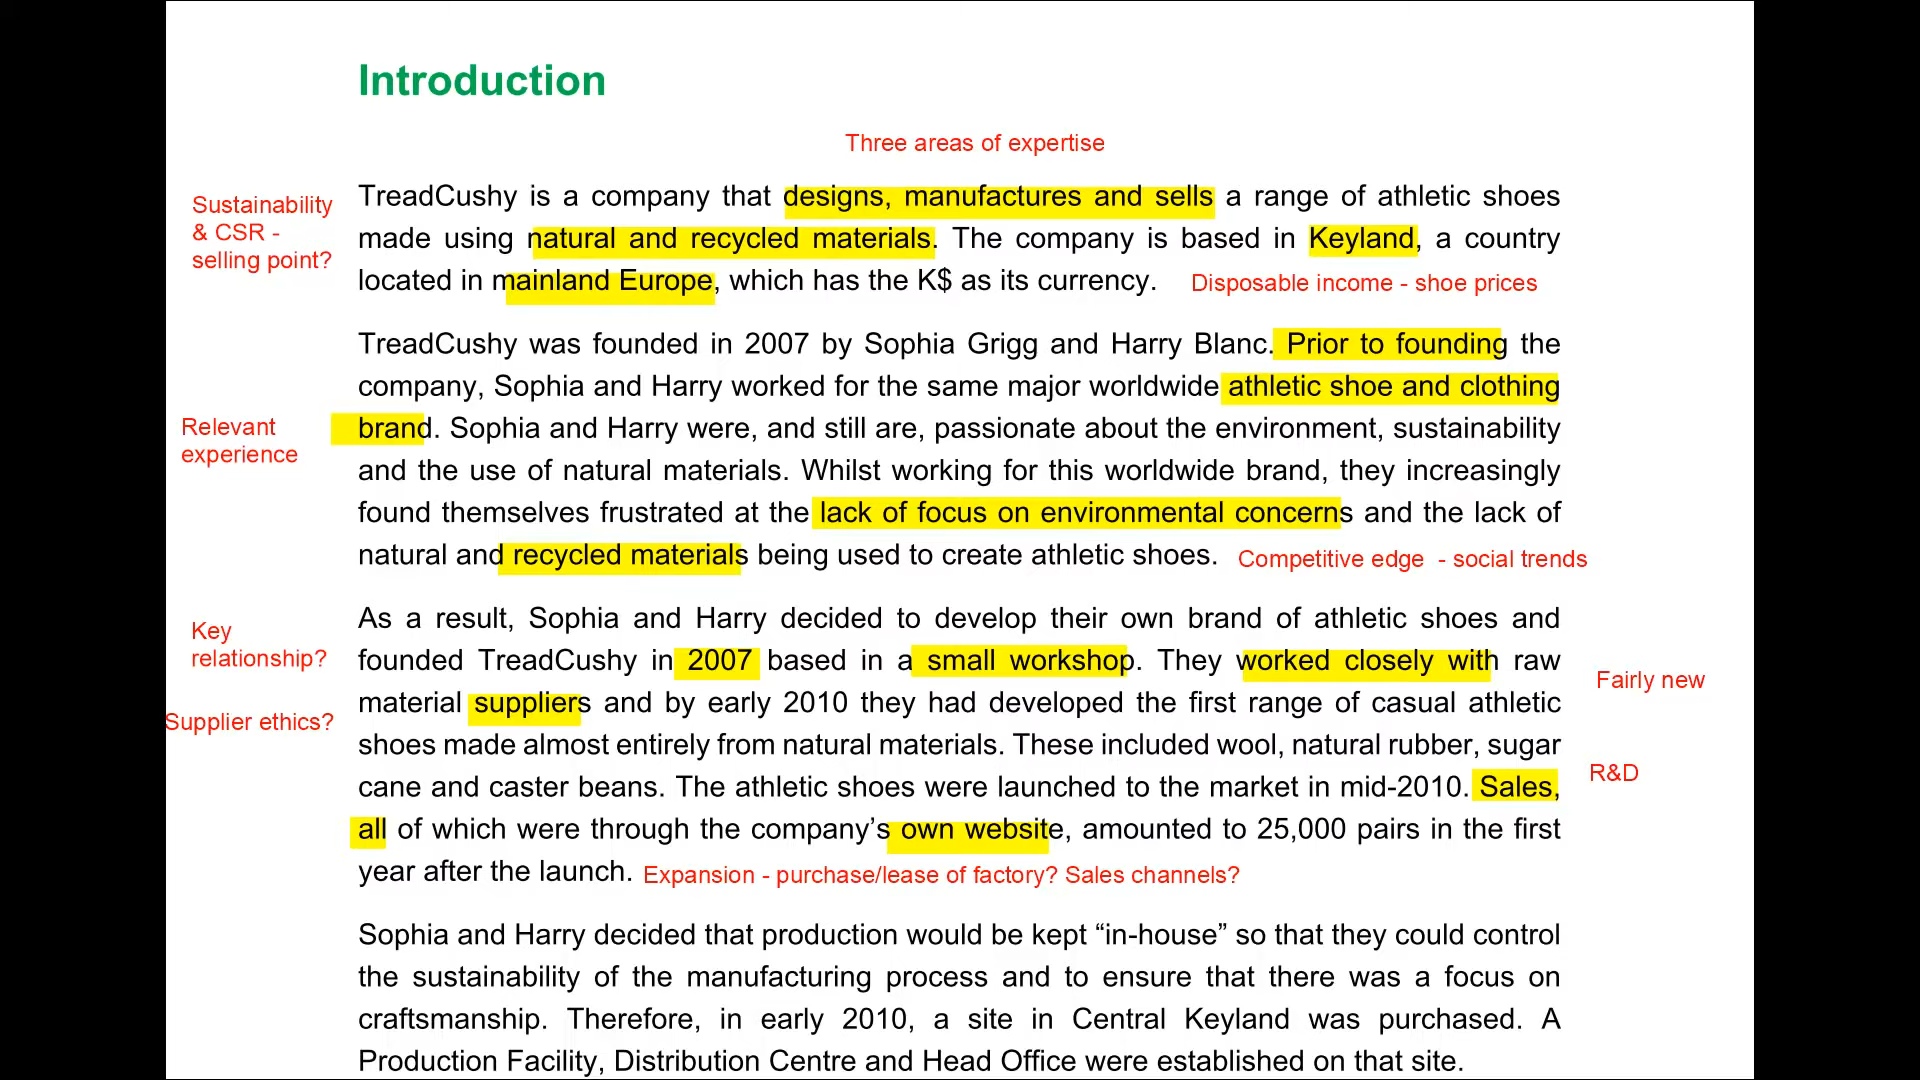 Introduction
Three areas of expertise
Sustainability
& CSR -
selling point?
TreadCushy is a company that designs, manufactures and sells a range of athletic shoes
made using natural and recycled materials. The company is based in Keyland, a country
located in mainland Europe, which has the K$ as its currency.
Disposable income - shoe prices
TreadCushy was founded in 2007 by Sophia Grigg and Harry Blanc. Prior to founding the
company, Sophia and Harry worked for the same major worldwide athletic shoe and clothing
brand. Sophia and Harry were, and still are, passionate about the environment, sustainability
and the use of natural materials. Whilst working for this worldwide brand, they increasingly
found themselves frustrated at the lack of focus on environmental concerns and the lack of
natural and recycled materials being used to create athletic shoes.
Relevant
experience
Competitive edge - social trends
As a result, Sophia and Harry decided to develop their own brand of athletic shoes and
founded TreadCushy in 2007 based in a small workshop. They worked closely with raw
material suppliers and by early 2010 they had developed the first range of casual athletic
shoes made almost entirely from natural materials. These included wool, natural rubber, sugar
cane and caster beans. The athletic shoes were launched to the market in mid-2010. Sales,
all of which were through the company’s own website, amounted to 25,000 pairs in the first
year after the launch.
Key
relationship?
Supplier ethics?
Fairly new
R&D
Expansion - purchase/lease of factory? Sales channels?
Sophia and Harry decided that production would be kept “in-house” so that they could control
the sustainability of the manufacturing process and to ensure that there was a focus on
craftsmanship. Therefore, in early 2010, a site in Central Keyland was purchased. A
Production Facility, Distribution Centre and Head Office were established on that site.